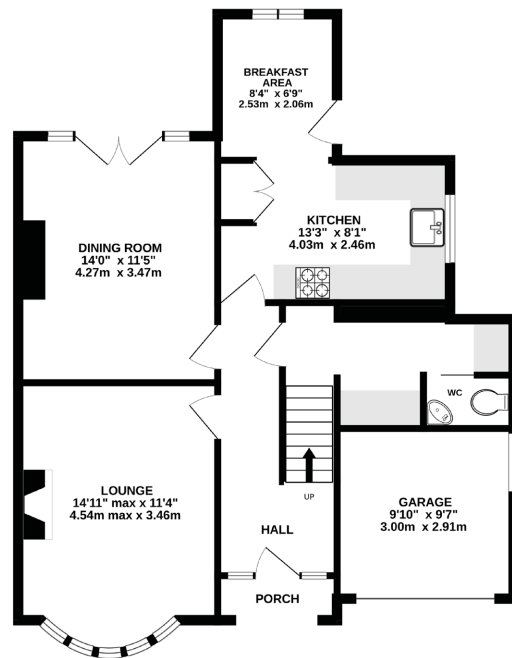 BREAKFAST
AREA
8'4" x 6'9"
2.53m x 2.06m
KITCHEN
13'3" x 8'1"
4.03m x 2.46m
DINING ROOM
14'0" x 11'5"
4.27m x 3.47m
WC
LOUNGE
14'11" max x 11'4"
4.54m max x 3.46m
UP
GARAGE
9'10" x 9'7"
3.00m x 2.91m
HALL
PORCH